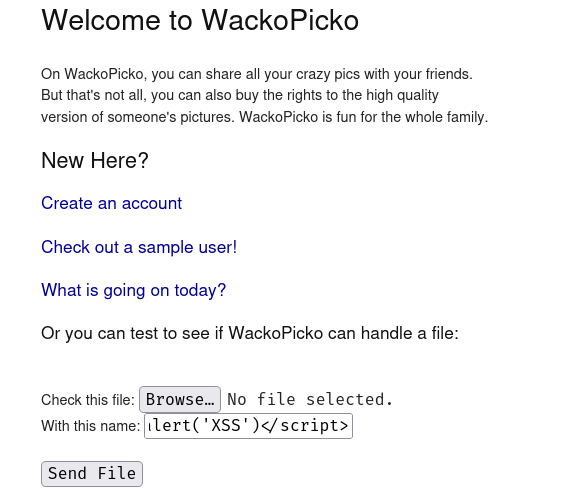 Welcome to WackoPicko
On WackoPicko, you can share all your crazy pics with your friends.
But that's not all, you can also buy the rights to the high quality
version of someone's pictures. WackoPicko is fun for the whole family.
New Here?
Create an account
Check out a sample user!
What is going on today?
Or you can test to see if WackoPicko can handle a file:
Check this file: Browse… No file selected.
With this name: lert('XSS')</script>
Send File